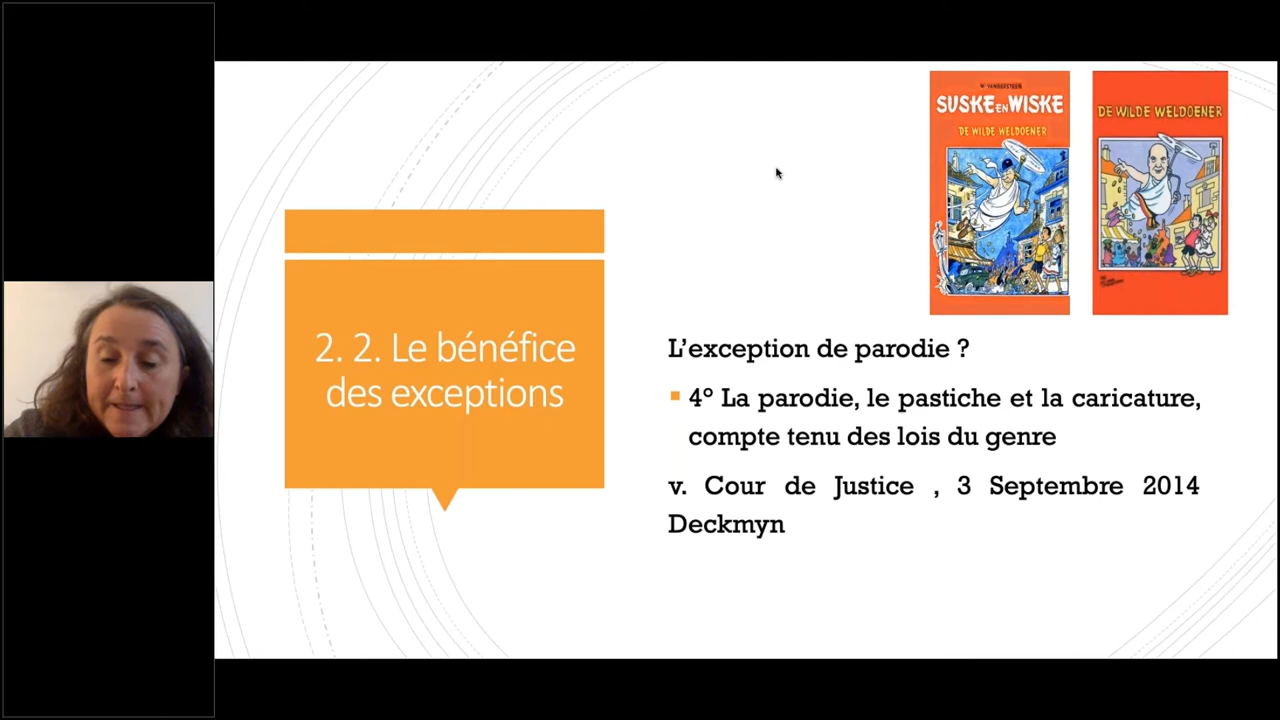 W. VANDERSTEEN
SUSKE EN WISKE
DE WILDE WELDOENER
DE WILDE WELDOENER
2. 2. Le bénéfice
des exceptions
L’exception de parodie ?
4° La parodie, le pastiche et la caricature,
compte tenu des lois du genre
v. Cour de Justice , 3 Septembre 2014
Deckmyn